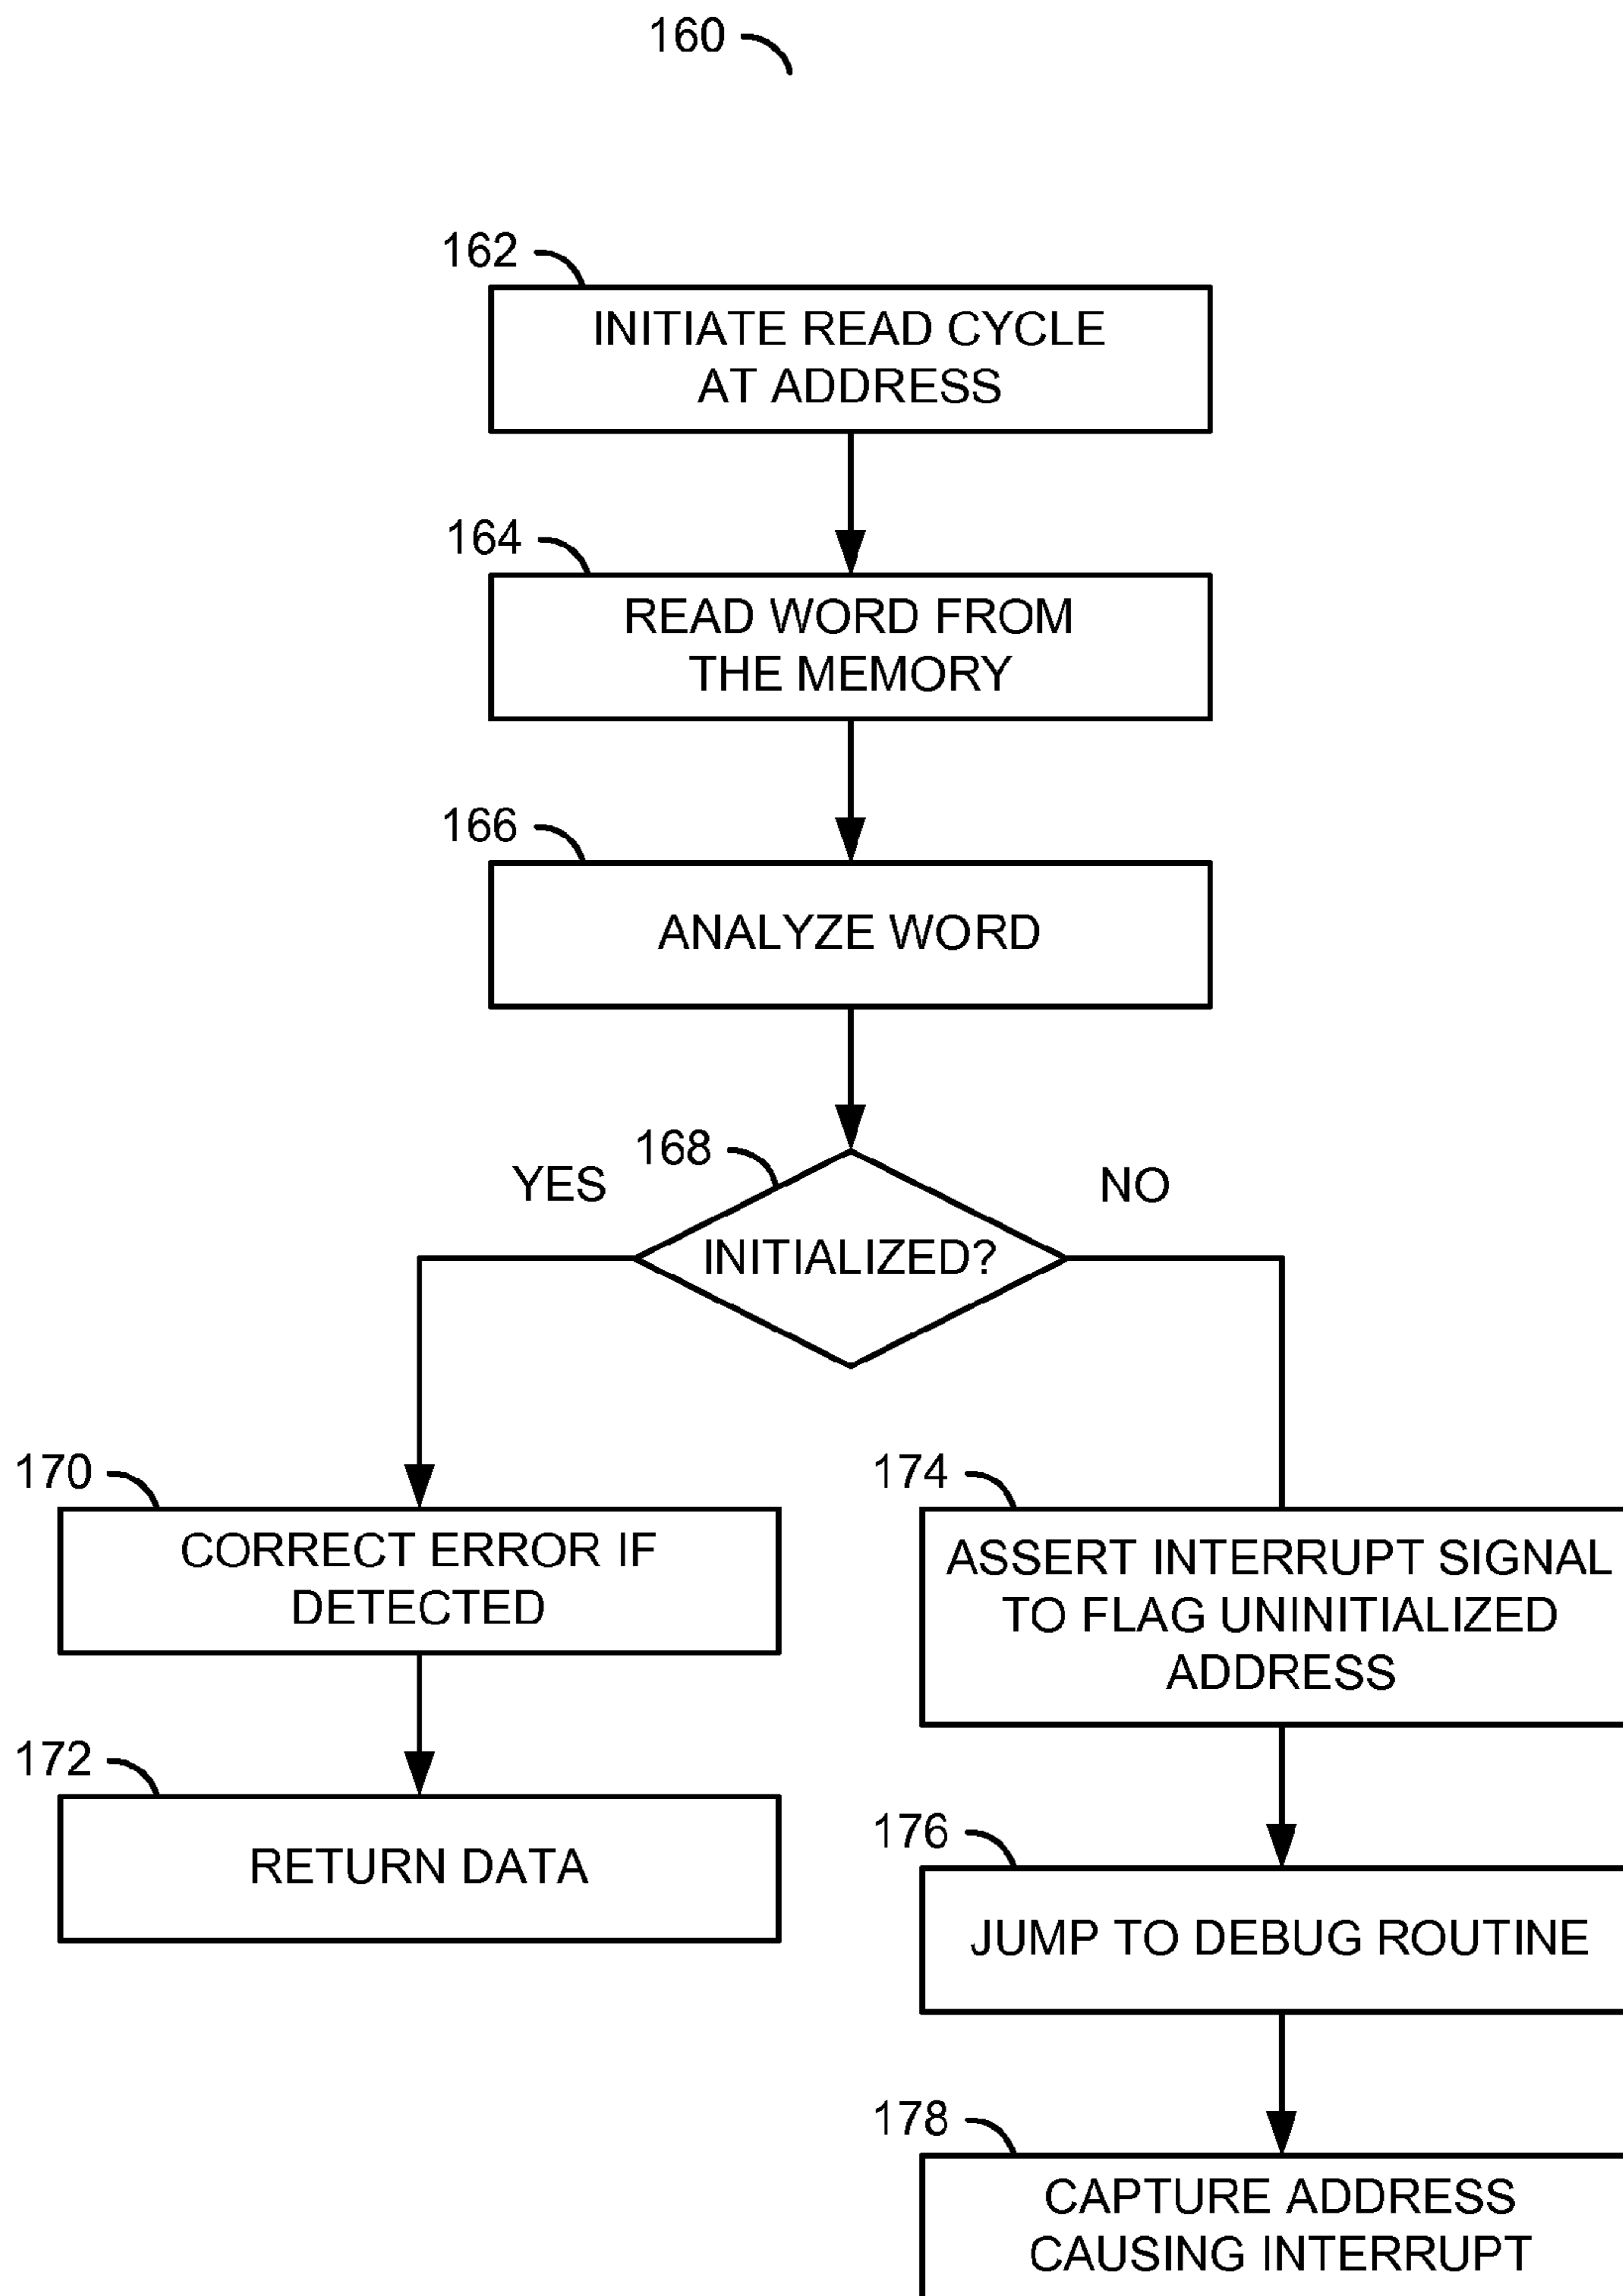 160
162
INITIATE READ CYCLE
AT ADDRESS
164
READ WORD FROM
THE MEMORY
166
ANALYZE WORD
168
YES
NO
INITIALIZED?
170
CORRECT ERROR IF
DETECTED
172
RETURN DATA
174
ASSERT INTERRUPT SIGNAL
TO FLAG UNINITIALIZED
ADDRESS
176
JUMP TO DEBUG ROUTINE
178
CAPTURE ADDRESS
CAUSING INTERRUPT